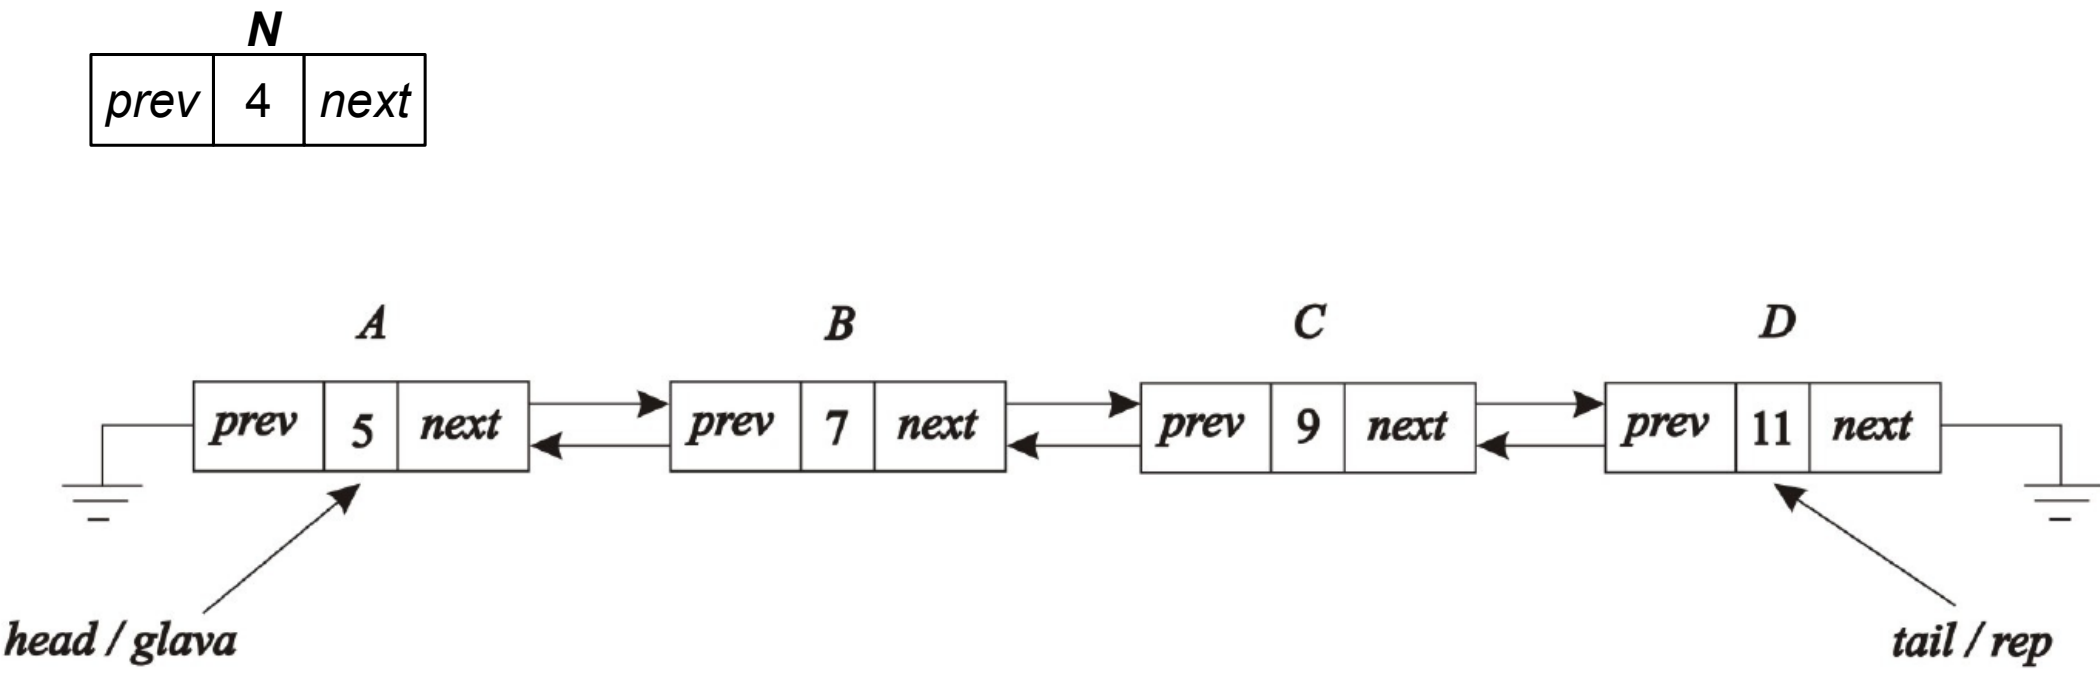 N
prev 4 next
A B C D
prev 5 next prev 7 next prev 9 next prev 11 next
head / glava tail / rep